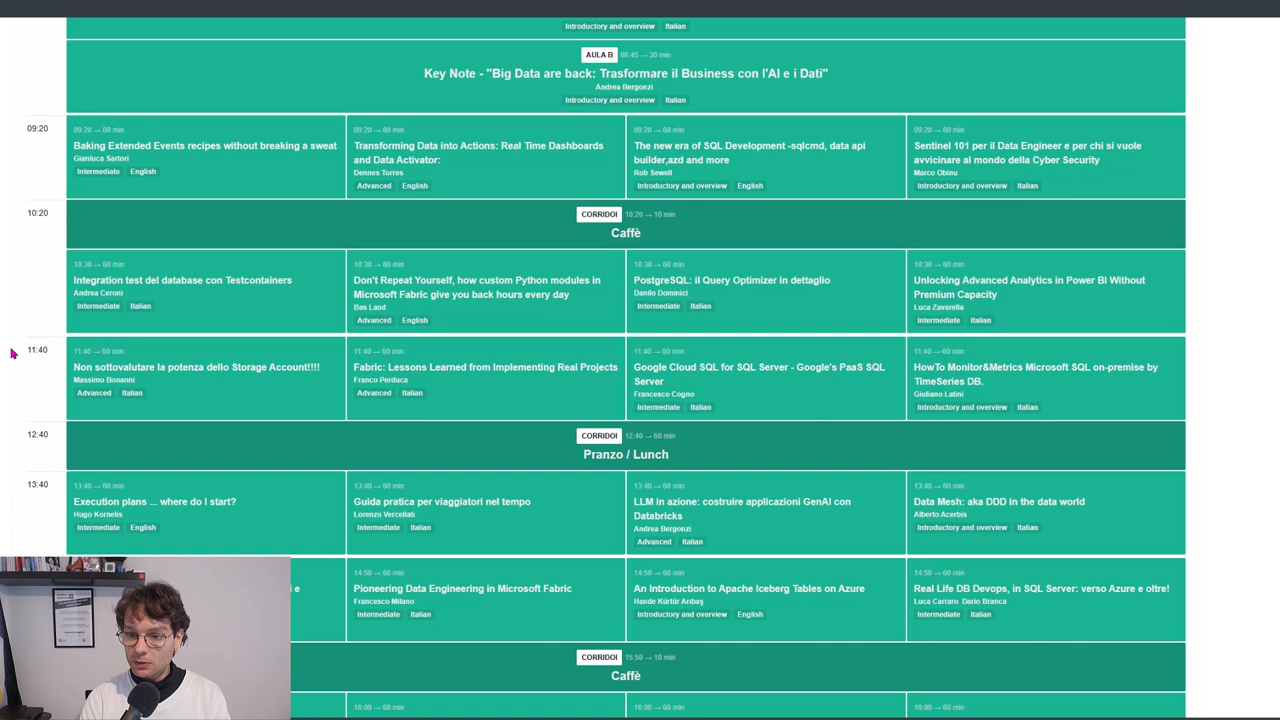 Introductory and overview Italian
AULA B 08:45 → 30 min
Key Note - "Big Data are back: Trasformare il Business con l'AI e i Dati"
Andrea Bergonzi
Introductory and overview Italian
09:20
09:20 → 60 min
Baking Extended Events recipes without breaking a sweat
Gianluca Sartori
Intermediate English
09:20 → 60 min
Transforming Data into Actions: Real Time Dashboards
and Data Activator:
Dennes Torres
Advanced English
09:20 → 60 min
The new era of SQL Development -sqlcmd, data api
builder,azd and more
Rob Sewell
Introductory and overview English
09:20 → 60 min
Sentinel 101 per il Data Engineer e per chi si vuole
avvicinare al mondo della Cyber Security
Marco Obinu
Introductory and overview Italian
10:20
CORRIDOI 10:20 → 10 min
Caffè
10:30 → 60 min
Integration test del database con Testcontainers
Andrea Ceroni
Intermediate Italian
10:30 → 60 min
Don't Repeat Yourself, how custom Python modules in
Microsoft Fabric give you back hours every day
Bas Land
Advanced English
10:30 → 60 min
PostgreSQL: il Query Optimizer in dettaglio
Danilo Dominici
Intermediate Italian
10:30 → 60 min
Unlocking Advanced Analytics in Power BI Without
Premium Capacity
Luca Zavarella
Intermediate Italian
11:40
11:40 → 60 min
Non sottovalutare la potenza dello Storage Account!!!!
Massimo Bonanni
Advanced Italian
11:40 → 60 min
Fabric: Lessons Learned from Implementing Real Projects
Franco Perduca
Advanced Italian
11:40 → 60 min
Google Cloud SQL for SQL Server - Google's PaaS SQL
Server
Francesco Cogno
Intermediate Italian
11:40 → 60 min
HowTo Monitor&Metrics Microsoft SQL on-premise by
TimeSeries DB.
Giuliano Latini
Introductory and overview Italian
12:40
CORRIDOI 12:40 → 60 min
Pranzo / Lunch
13:40
13:40 → 60 min
Execution plans ... where do I start?
Hugo Kornelis
Intermediate English
13:40 → 60 min
Guida pratica per viaggiatori nel tempo
Lorenzo Vercellati
Intermediate Italian
13:40 → 60 min
LLM in azione: costruire applicazioni GenAI con
Databricks
Andrea Bergonzi
Advanced Italian
13:40 → 60 min
Data Mesh: aka DDD in the data world
Alberto Acerbis
Introductory and overview Italian
i e
14:50 → 60 min
Pioneering Data Engineering in Microsoft Fabric
Francesco Milano
Intermediate Italian
14:50 → 60 min
An Introduction to Apache Iceberg Tables on Azure
Hande Kürtür Arıbaş
Introductory and overview English
14:50 → 60 min
Real Life DB Devops, in SQL Server: verso Azure e oltre!
Luca Carraro Dario Branca
Intermediate Italian
CORRIDOI 15:50 → 10 min
Caffè
16:00 → 60 min
16:00 → 60 min
16:00 → 60 min